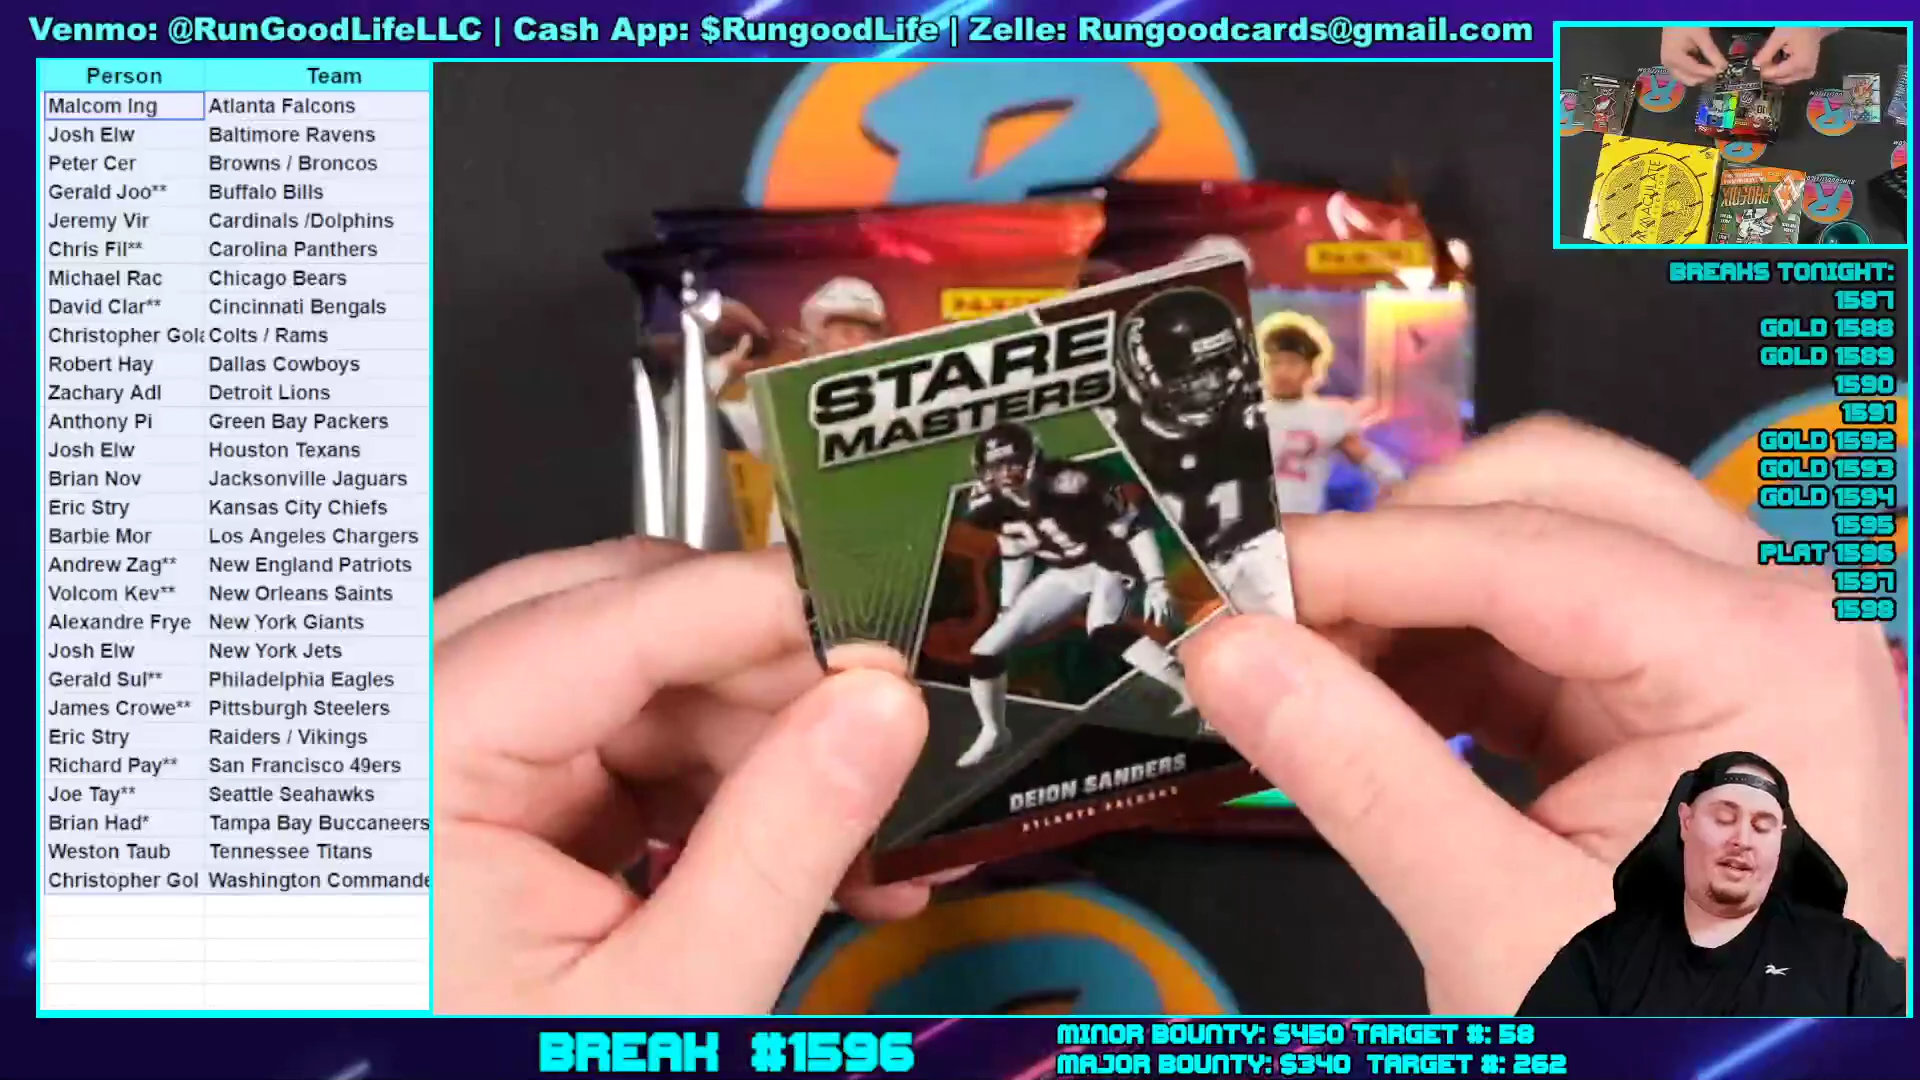 Venmo: @RunGoodLifeLLC | Cash App: $RungoodLife | Zelle: Rungoodcards@gmail.com
Person Team
Malcom Ing Atlanta Falcons
Josh Elw Baltimore Ravens
Peter Cer Browns / Broncos
Gerald Joo** Buffalo Bills
Jeremy Vir Cardinals /Dolphins
Chris Fil** Carolina Panthers
Michael Rac Chicago Bears
David Clar** Cincinnati Bengals
Christopher Gol Colts / Rams
Robert Hay Dallas Cowboys
Zachary Adl Detroit Lions
Anthony Pi Green Bay Packers
Josh Elw Houston Texans
Brian Nov Jacksonville Jaguars
Eric Stry Kansas City Chiefs
Barbie Mor Los Angeles Chargers
Andrew Zag** New England Patriots
Volcom Kev** New Orleans Saints
Alexandre Frye New York Giants
Josh Elw New York Jets
Gerald Sul** Philadelphia Eagles
James Crowe** Pittsburgh Steelers
Eric Stry Raiders / Vikings
Richard Pay** San Francisco 49ers
Joe Tay** Seattle Seahawks
Brian Had* Tampa Bay Buccaneers
Weston Taub Tennessee Titans
Christopher Gol Washington Commande
PANINI
STARE
MASTERS
21
DEION SANDERS
ATLANTA FALCONS
IMMACULATE
PHOENIX
BREAKS TONIGHT:
1587
GOLD 1588
GOLD 1589
1590
1591
GOLD 1592
GOLD 1593
GOLD 1594
1595
PLAT 1596
1597
1598
BREAK #1596
MINOR BOUNTY: $450 TARGET #: 58
MAJOR BOUNTY: $340 TARGET #: 262